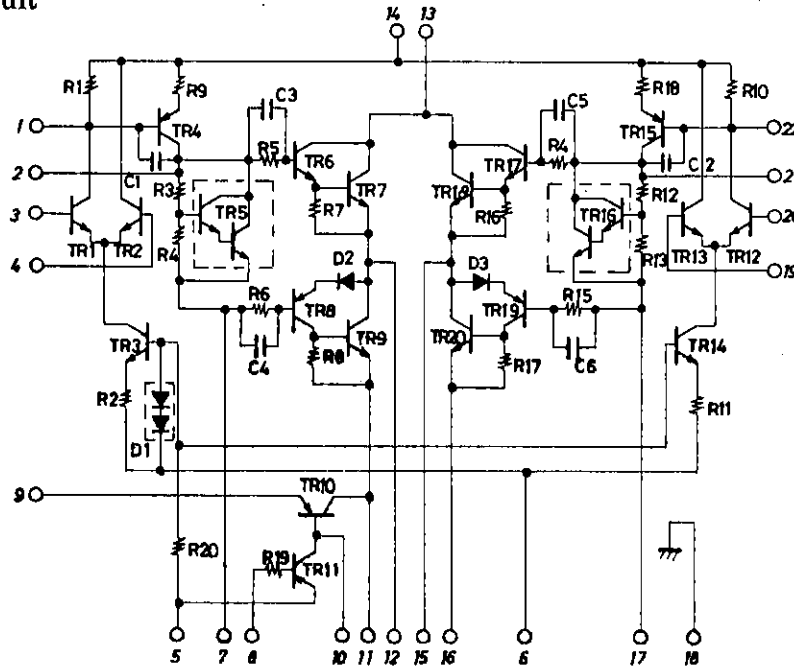 uit
14 13
R1 R9 C3 C5 R18 R10
1 TR4 TR15 22
R5 TR6 R4 TR17
2 C1 C2 2
R3 TR7 TR18 R12
R7 R16
3 TR5 TR16 20
TR1 TR2 R4 R13 TR13 TR12
4 D2 D3 19
R6 TR8 TR19 R15
TR3 C4 R8 TR9 TR20 R17 C6 TR14
R2 R11
D1
9 TR10
R20 R19 TR11
5 7 8 10 11 12 15 16 6 17 18